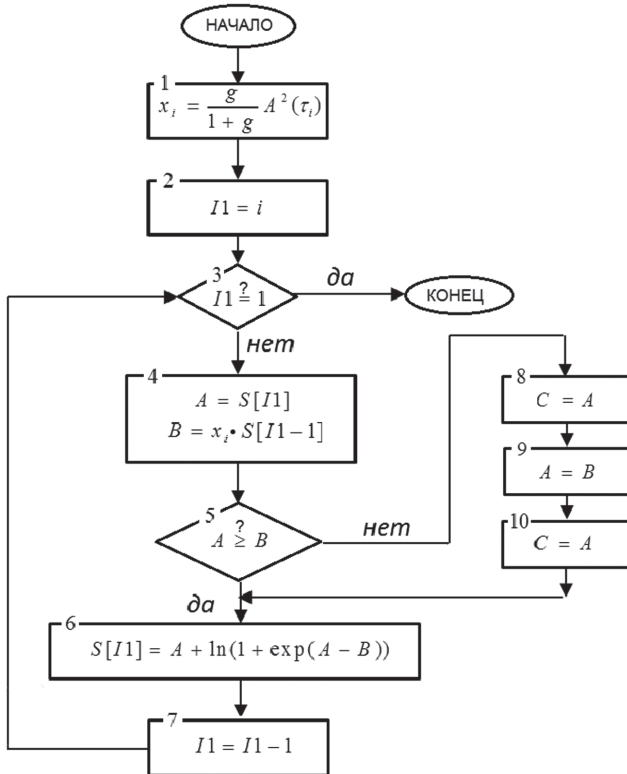 НАЧАЛО
1
x_i = g / (1 + g) A²(τ_i)
2
I1 = i
3
I1 ≟ 1
да
КОНЕЦ
нет
4
A = S[I1]
B = x_i • S[I1−1]
5
?
A ≥ B
нет
8
C = A
9
A = B
10
C = A
да
6
S[I1] = A + ln(1 + exp(A − B))
7
I1 = I1−1